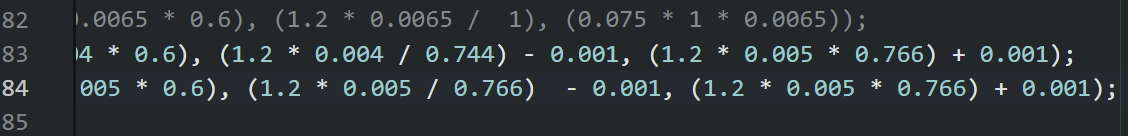 82 .0065 * 0.6), (1.2 * 0.0065 /  1), (0.075 * 1 * 0.0065));
83 4 * 0.6), (1.2 * 0.004 / 0.744) - 0.001, (1.2 * 0.005 * 0.766) + 0.001);
84 005 * 0.6), (1.2 * 0.005 / 0.766)  - 0.001, (1.2 * 0.005 * 0.766) + 0.001);
85